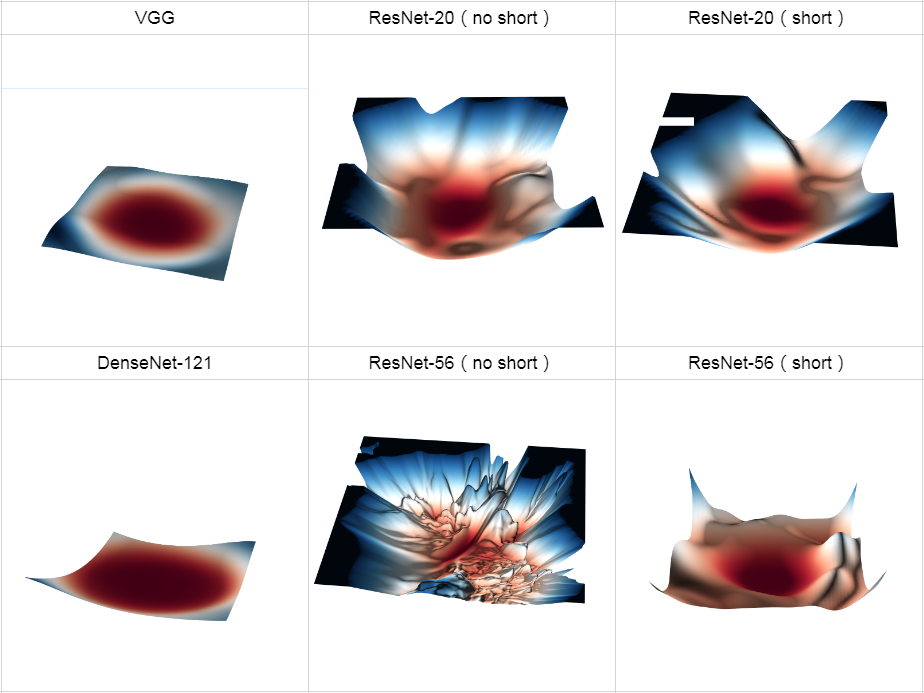 VGG
ResNet-20 ( no short )
ResNet-20 ( short )
DenseNet-121
ResNet-56 ( no short )
ResNet-56 ( short )